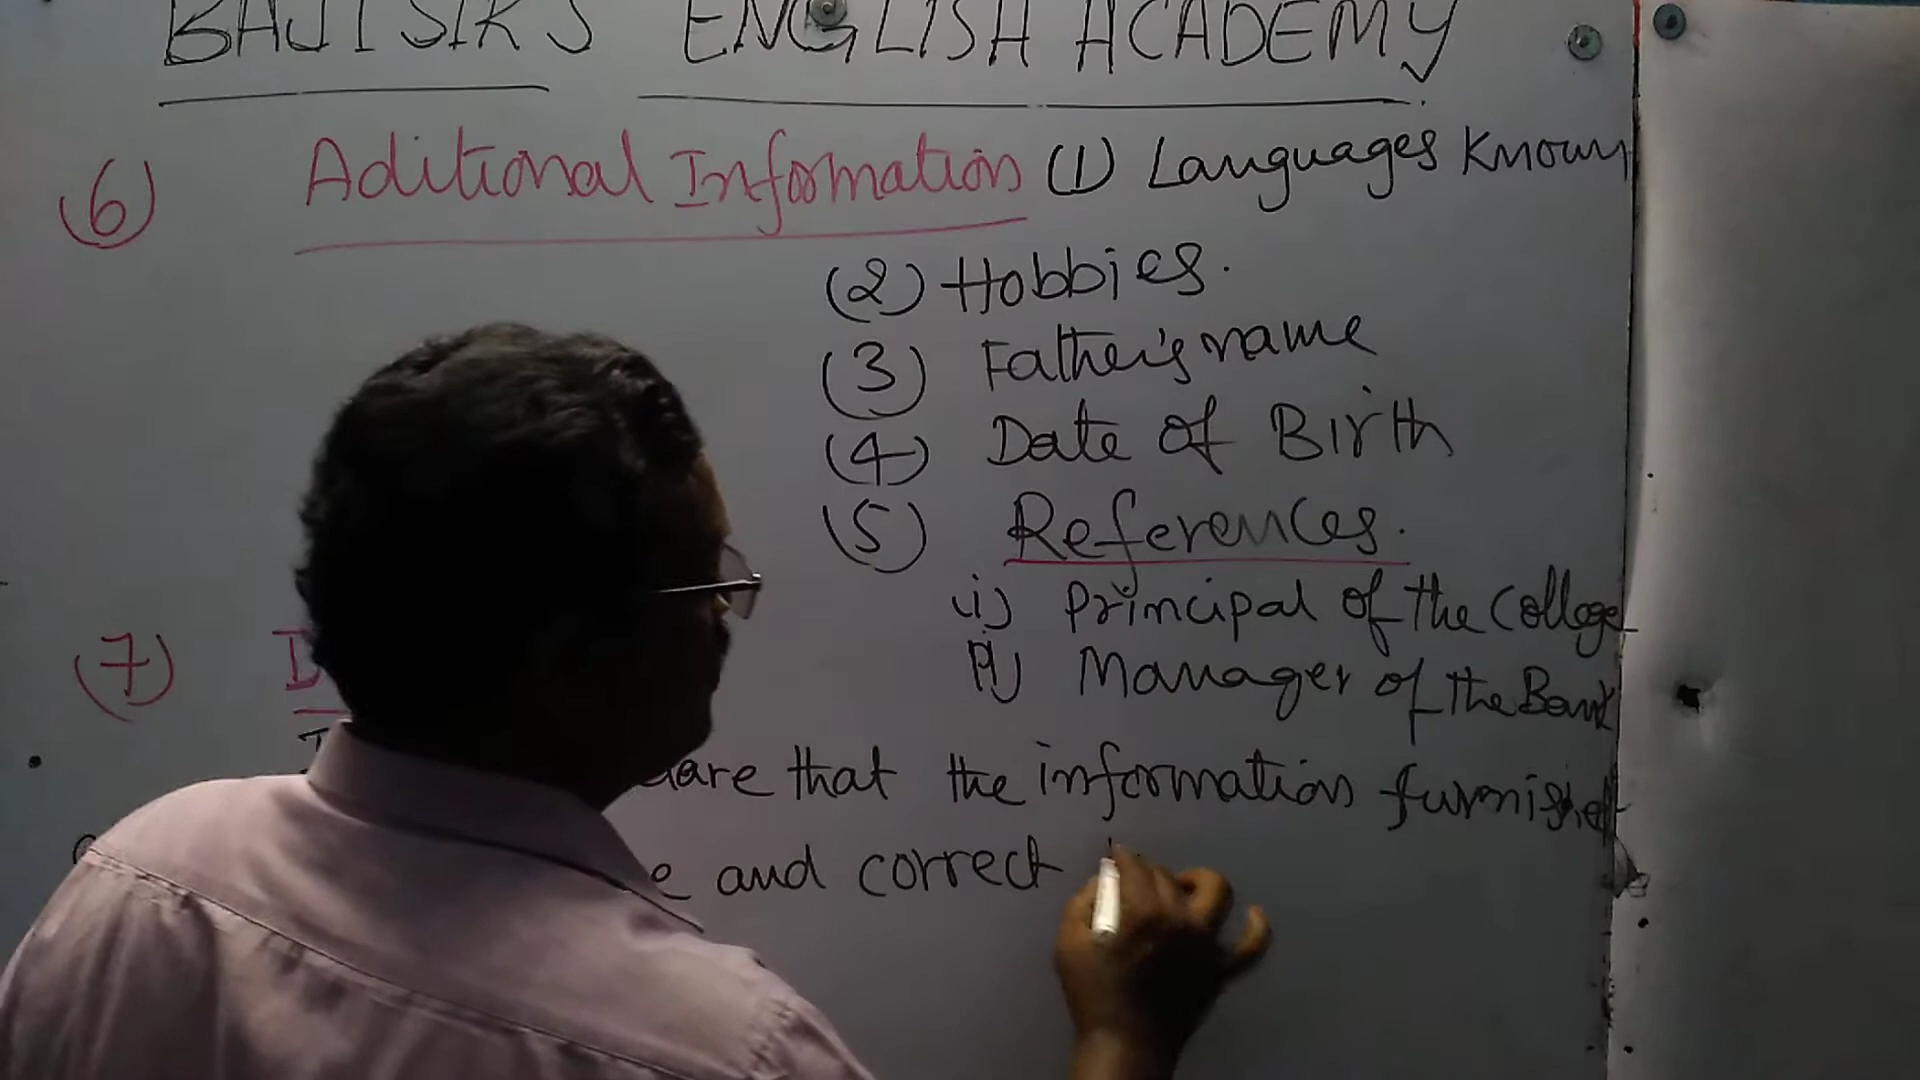 BAJI SIR'S ENGLISH ACADEMY
(6) Aditional Information (1) Languages Known
(2) Hobbies.
(3) Father's name
(4) Date of Birth
(5) References.
(i) Principal of the College
(ii) Manager of the Bank
(7)
that the information furnished
and correct